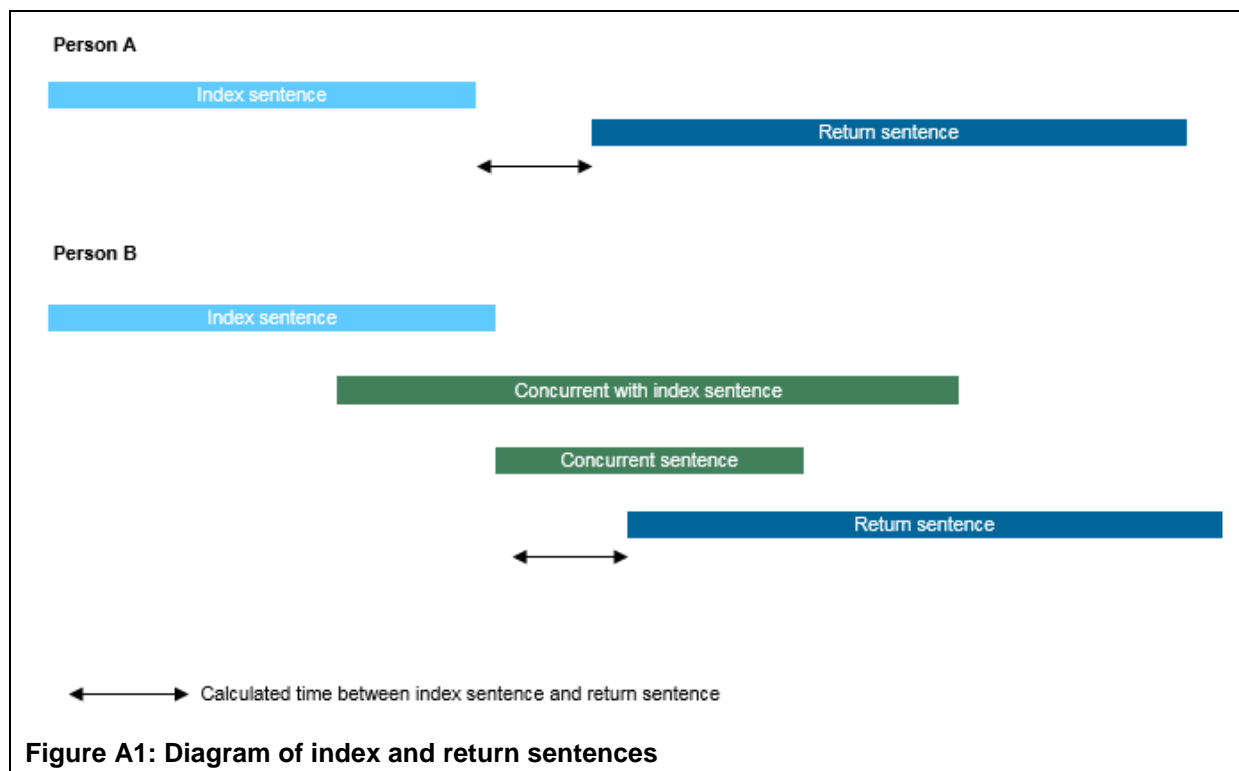 Person A
Index sentence
Return sentence
Person B
Index sentence
Concurrent with index sentence
Concurrent sentence
Return sentence
Calculated time between index sentence and return sentence
Figure A1: Diagram of index and return sentences